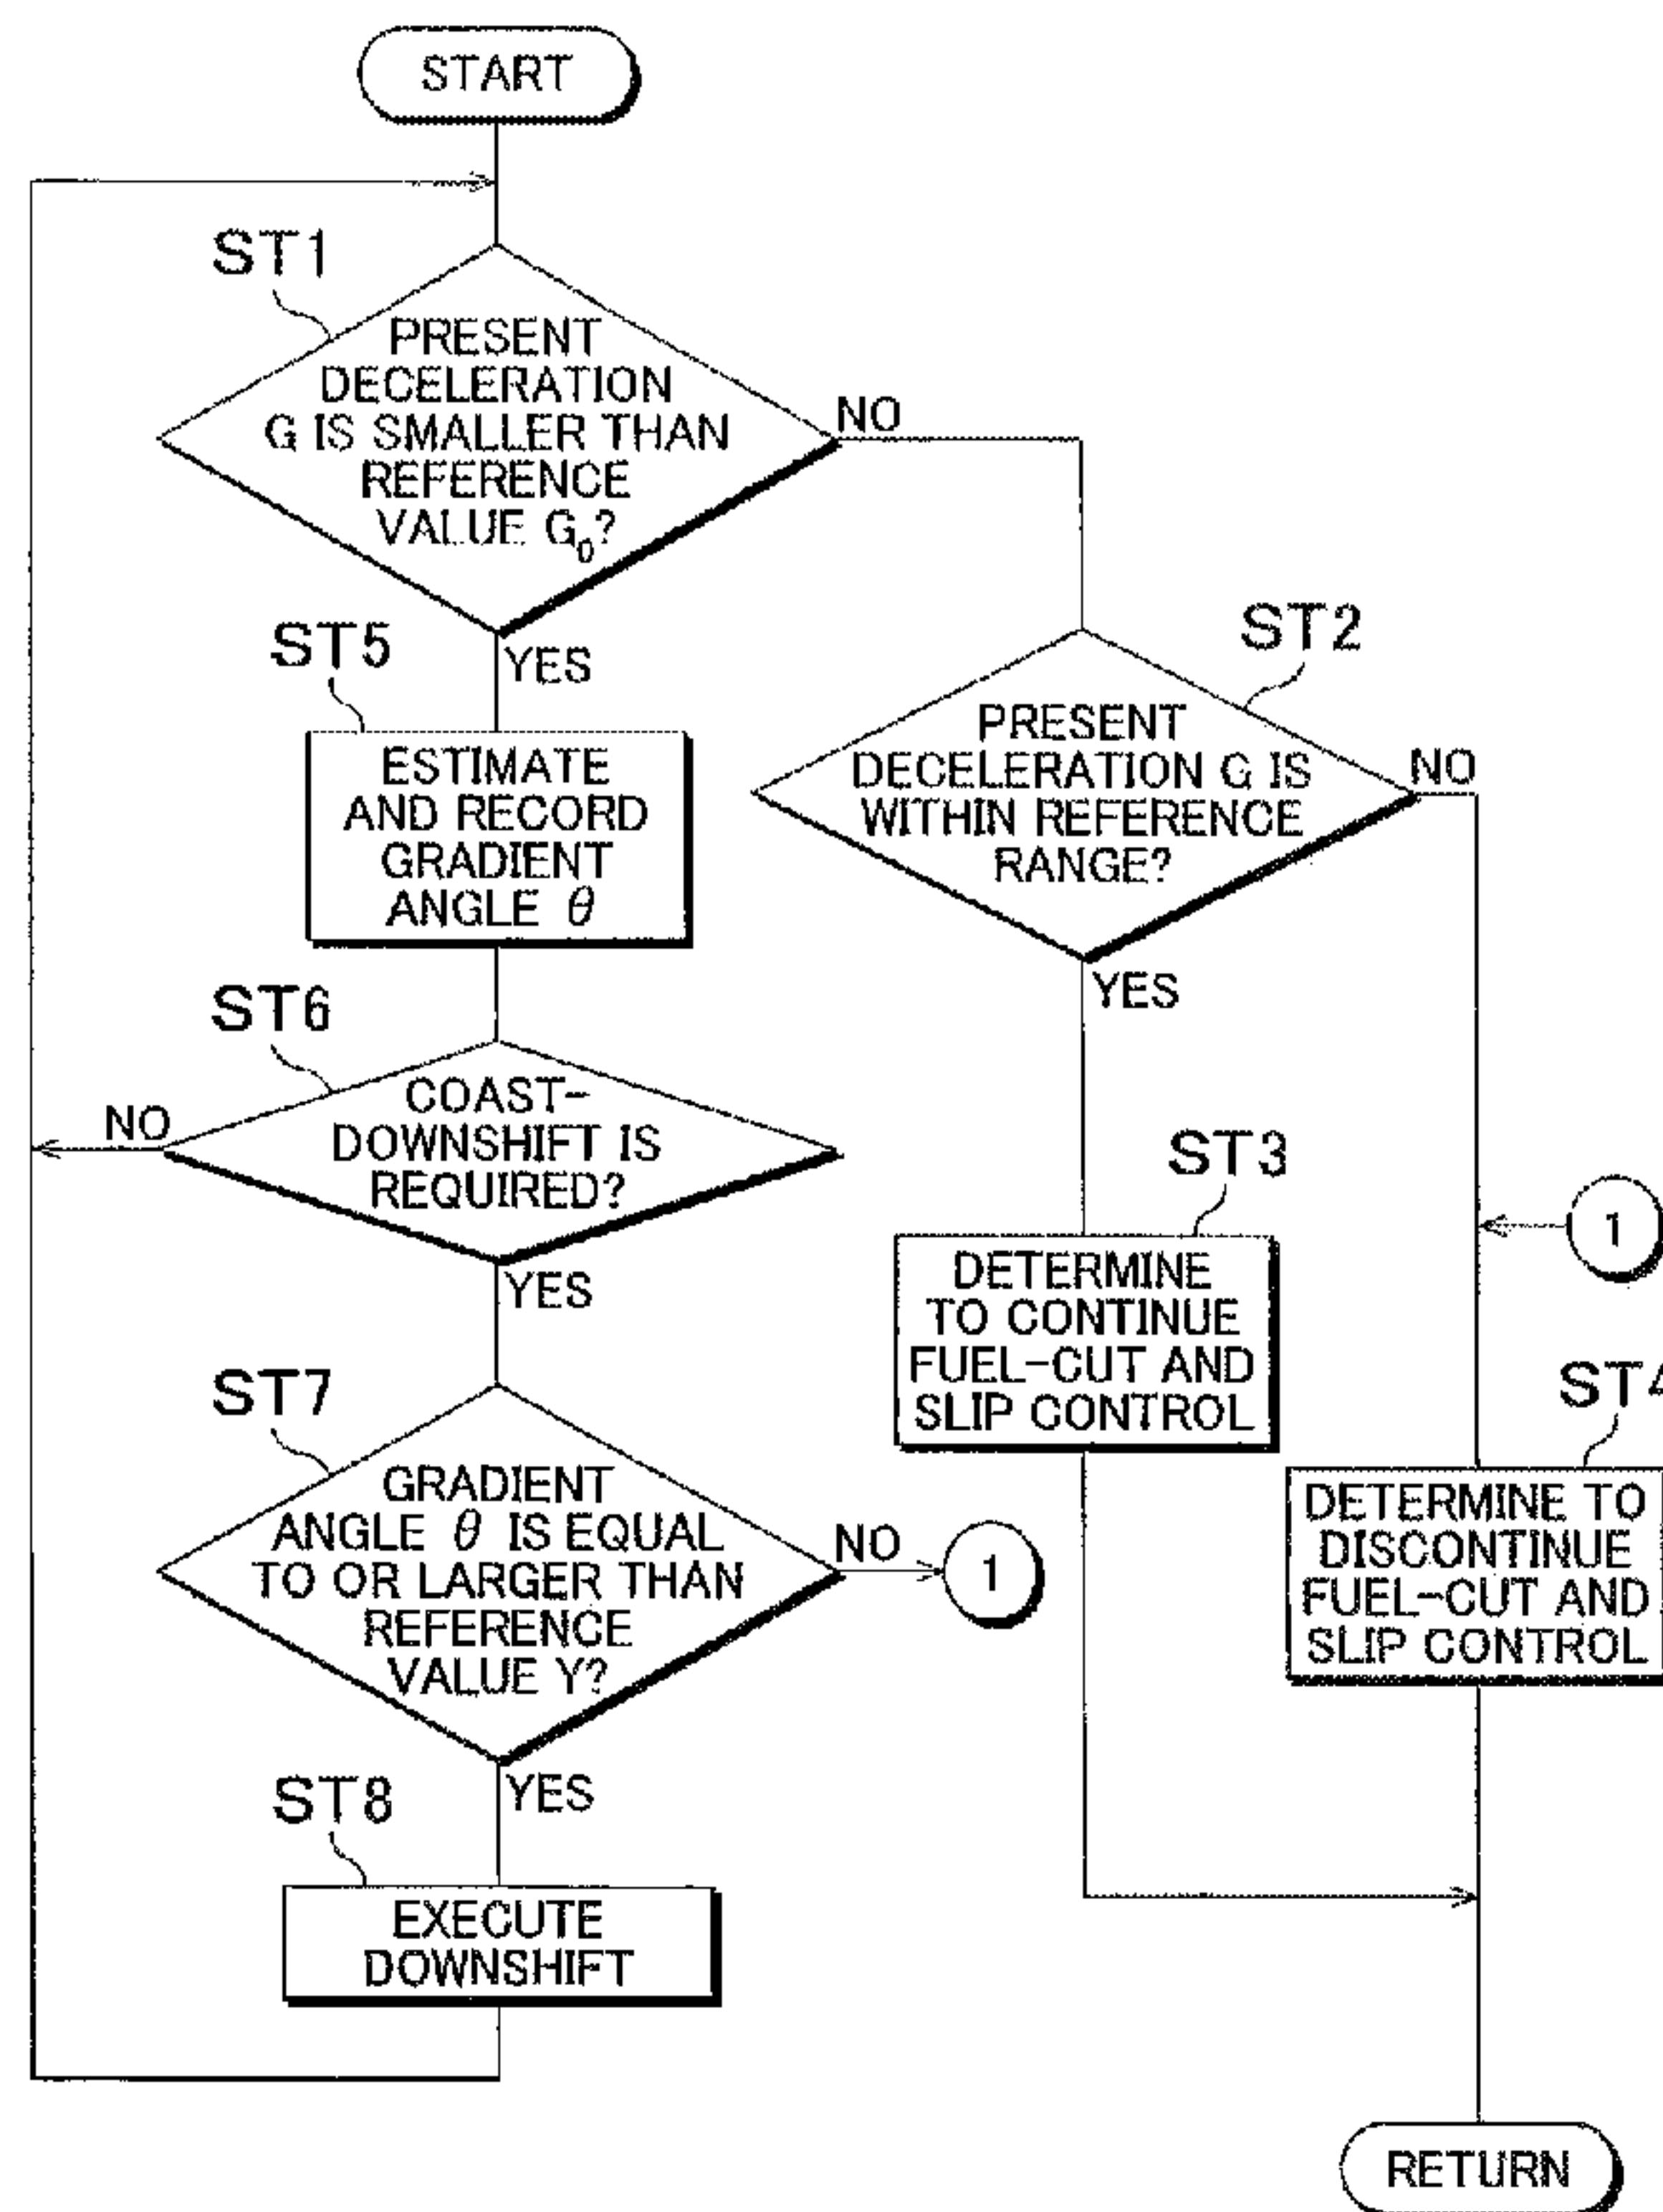 START
ST1
PRESENT
DECELERATION
G IS SMALLER THAN
REFERENCE
VALUE G₀?
NO
YES
ST5
ESTIMATE
AND RECORD
GRADIENT
ANGLE θ
ST2
PRESENT
DECELERATION G IS
WITHIN REFERENCE
RANGE?
NO
YES
ST6
COAST-
DOWNSHIFT IS
REQUIRED?
NO
YES
ST3
DETERMINE
TO CONTINUE
FUEL-CUT AND
SLIP CONTROL
1
ST4
DETERMINE TO
DISCONTINUE
FUEL-CUT AND
SLIP CONTROL
ST7
GRADIENT
ANGLE θ IS EQUAL
TO OR LARGER THAN
REFERENCE
VALUE Y?
NO
1
YES
ST8
EXECUTE
DOWNSHIFT
RETURN